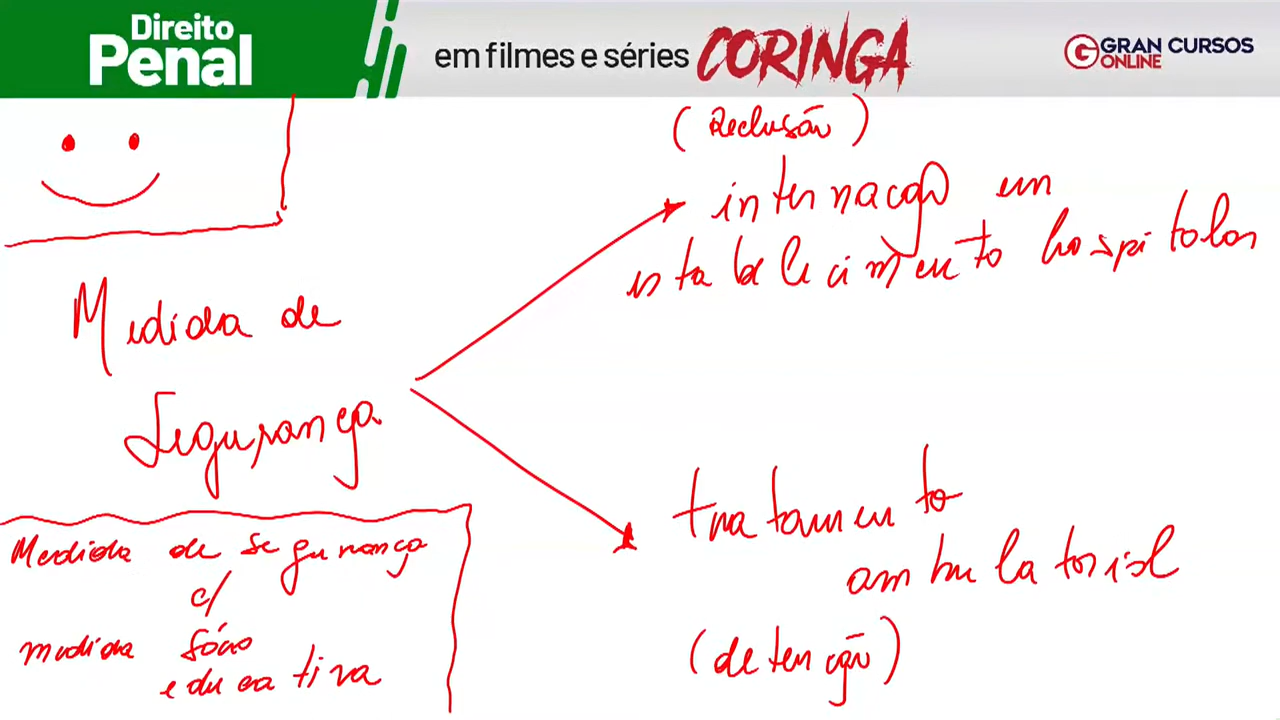 Direito
Penal
em filmes e séries CORINGA
GRAN CURSOS
ONLINE
(Reclusão)
internação em
estabelecimento hospitalar
Medida de
Segurança
tratamento
ambulatorial
(detenção)
Medida de segurança
c/
medida sócio
educativa